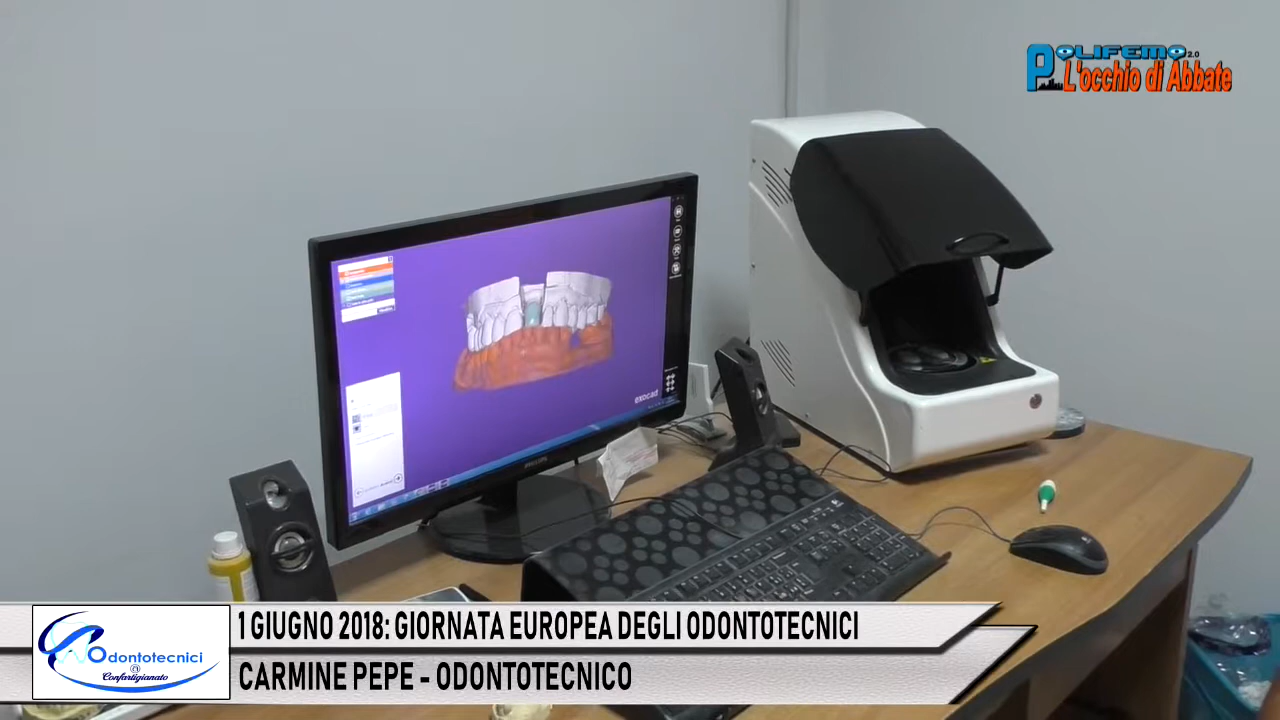 POLIFEMO 2.0
L'occhio di Abbate
exocad
PHILIPS
1 GIUGNO 2018: GIORNATA EUROPEA DEGLI ODONTOTECNICI
Odontotecnici
@
Confartigianato
CARMINE PEPE - ODONTOTECNICO